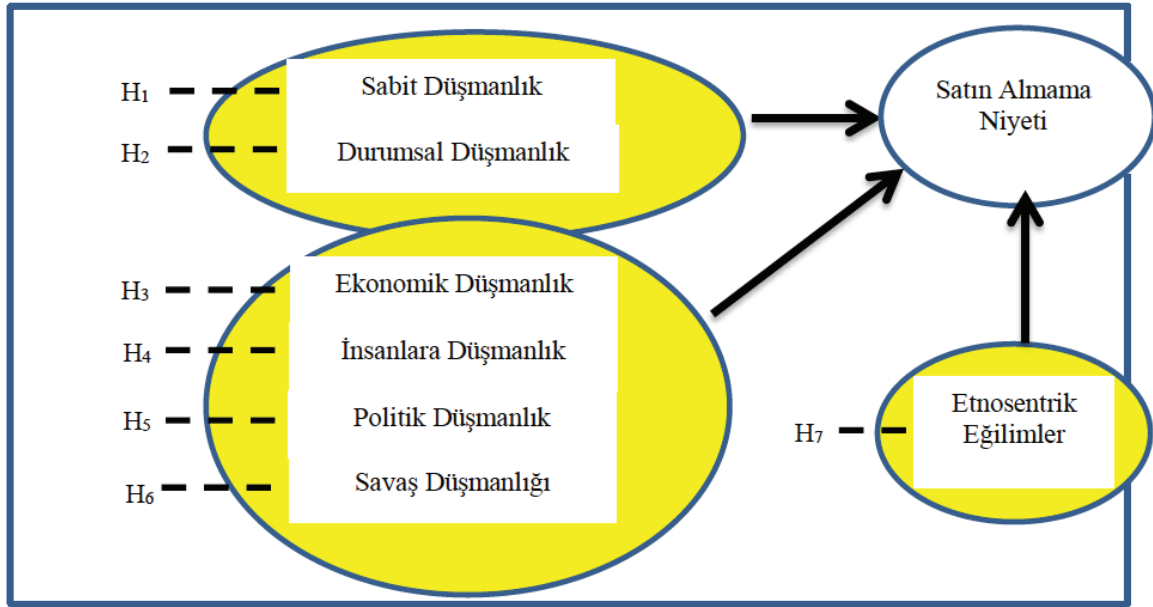 H₁
Sabit Düşmanlık
H₂
Durumsal Düşmanlık
Satın Almama
Niyeti
H₃
Ekonomik Düşmanlık
H₄
İnsanlara Düşmanlık
H₅
Politik Düşmanlık
H₆
Savaş Düşmanlığı
H₇
Etnosentrik
Eğilimler